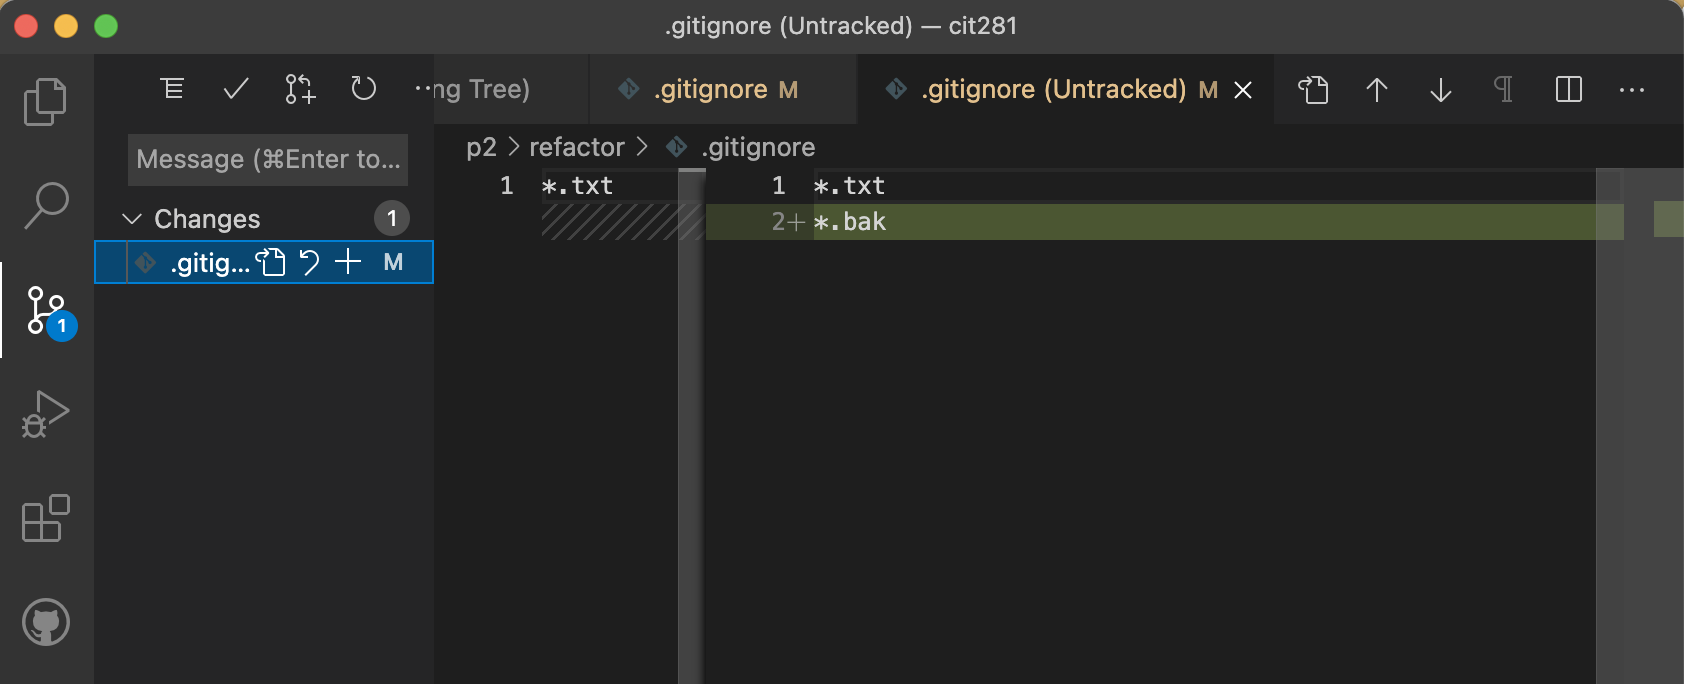 .gitignore (Untracked) — cit281
ng Tree)
.gitignore M
.gitignore (Untracked) M
Message (⌘Enter to...
p2 > refactor > .gitignore
1 *.txt
1 *.txt
2+ *.bak
Changes 1
.gitig... M
1